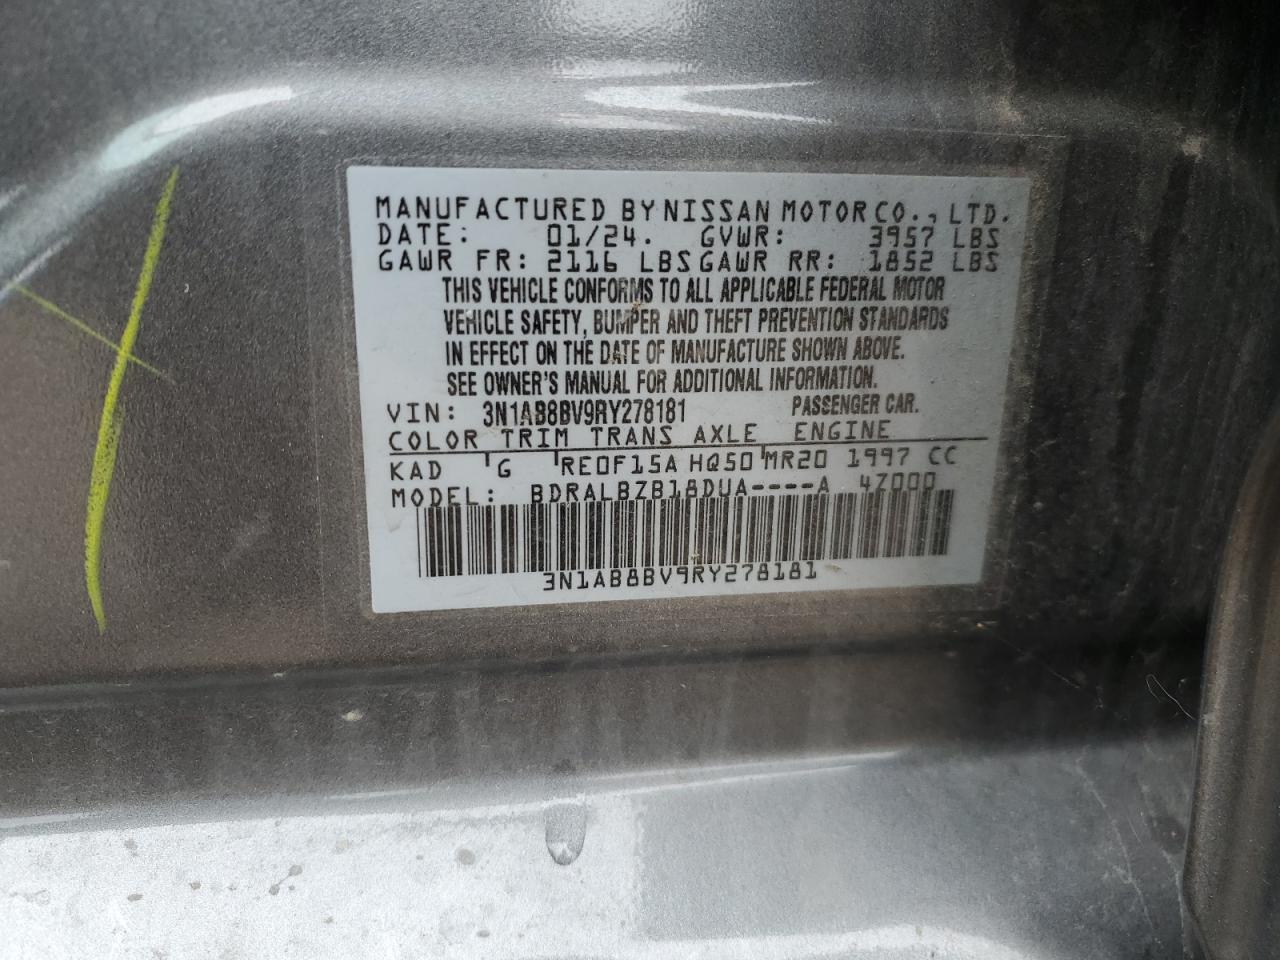 MANUFACTURED BY NISSAN MOTOR CO., LTD.
DATE: 01/24. GVWR: 3957 LBS
GAWR FR: 2116 LBS GAWR RR: 1852 LBS
THIS VEHICLE CONFORMS TO ALL APPLICABLE FEDERAL MOTOR
VEHICLE SAFETY, BUMPER AND THEFT PREVENTION STANDARDS
IN EFFECT ON THE DATE OF MANUFACTURE SHOWN ABOVE.
SEE OWNER'S MANUAL FOR ADDITIONAL INFORMATION.
VIN: 3N1AB8BV9RY278181 PASSENGER CAR.
COLOR TRIM TRANS AXLE ENGINE
KAD G RE0F15A HQ50 MR20 1997 CC
MODEL: BDRALBZB18DUA----A 4Z000
3N1AB8BV9RY278181